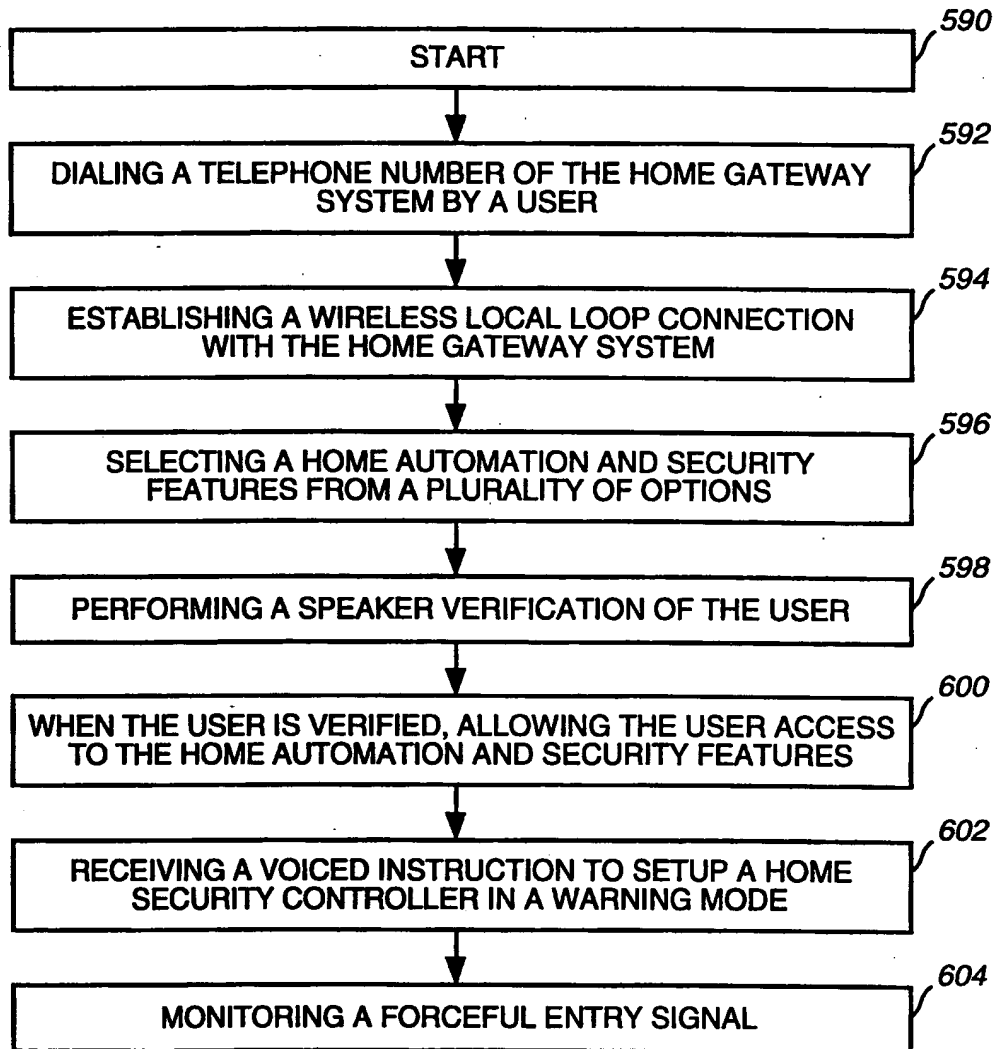 590
START
592
DIALING A TELEPHONE NUMBER OF THE HOME GATEWAY
SYSTEM BY A USER
594
ESTABLISHING A WIRELESS LOCAL LOOP CONNECTION
WITH THE HOME GATEWAY SYSTEM
596
SELECTING A HOME AUTOMATION AND SECURITY
FEATURES FROM A PLURALITY OF OPTIONS
598
PERFORMING A SPEAKER VERIFICATION OF THE USER
600
WHEN THE USER IS VERIFIED, ALLOWING THE USER ACCESS
TO THE HOME AUTOMATION AND SECURITY FEATURES
602
RECEIVING A VOICED INSTRUCTION TO SETUP A HOME
SECURITY CONTROLLER IN A WARNING MODE
604
MONITORING A FORCEFUL ENTRY SIGNAL